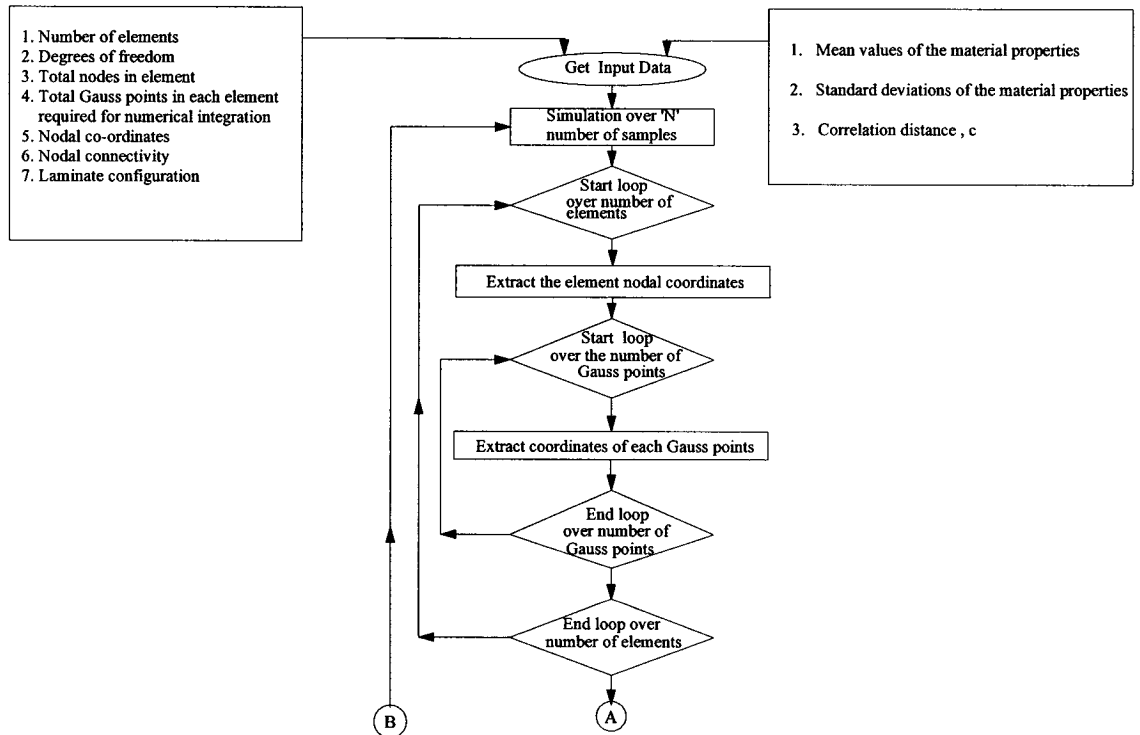 1. Number of elements
2. Degrees of freedom
3. Total nodes in element
4. Total Gauss points in each element
required for numerical integration
5. Nodal co-ordinates
6. Nodal connectivity
7. Laminate configuration
Get Input Data
1. Mean values of the material properties
2. Standard deviations of the material properties
3. Correlation distance , c
Simulation over 'N'
number of samples
Start loop
over number of
elements
Extract the element nodal coordinates
Start loop
over the number of
Gauss points
Extract coordinates of each Gauss points
End loop
over number of
Gauss points
End loop over
number of elements
B
A